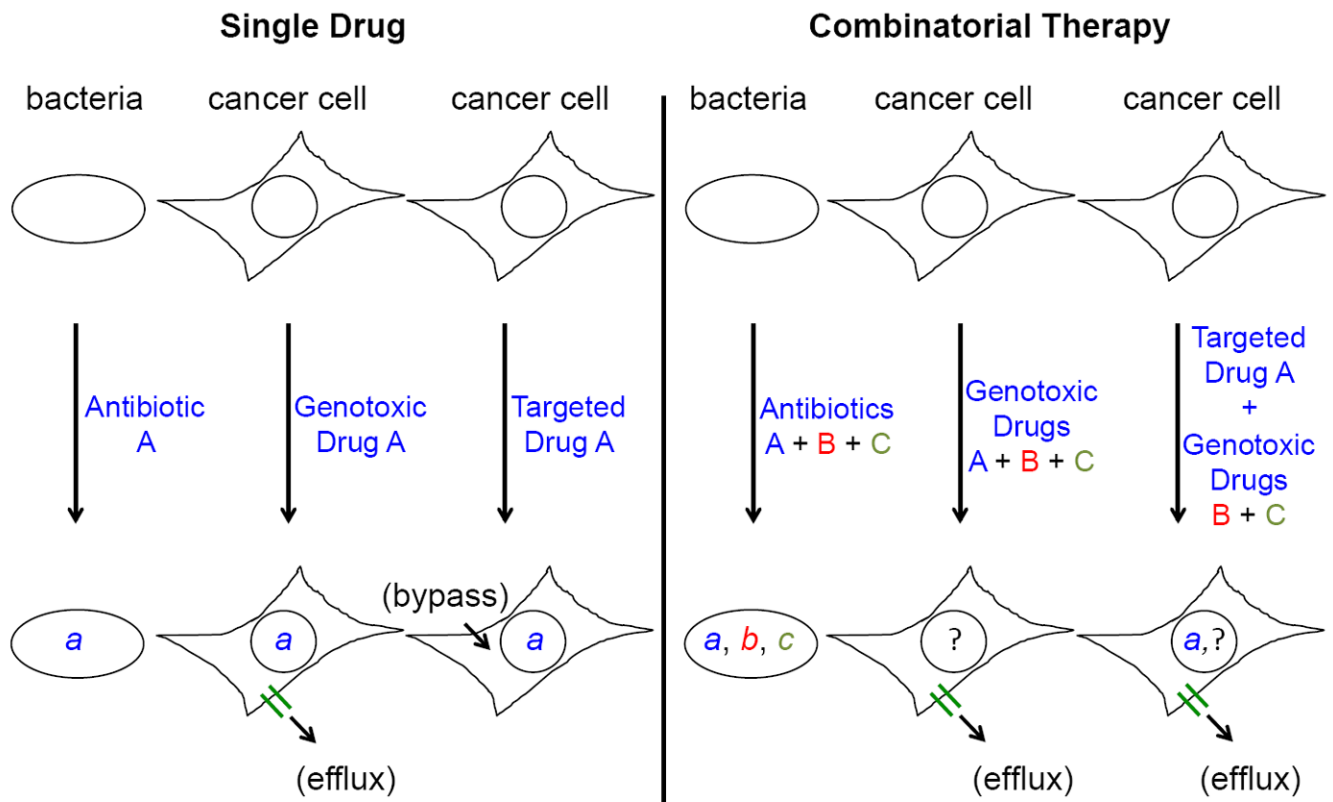 Single Drug
Combinatorial Therapy
bacteria
cancer cell
cancer cell
bacteria
cancer cell
cancer cell
Antibiotic
A
Genotoxic
Drug A
Targeted
Drug A
Antibiotics
A + B + C
Genotoxic
Drugs
A + B + C
Targeted
Drug A
+
Genotoxic
Drugs
B + C
a
a
(efflux)
(bypass)
a
a, b, c
?
(efflux)
a,?
(efflux)